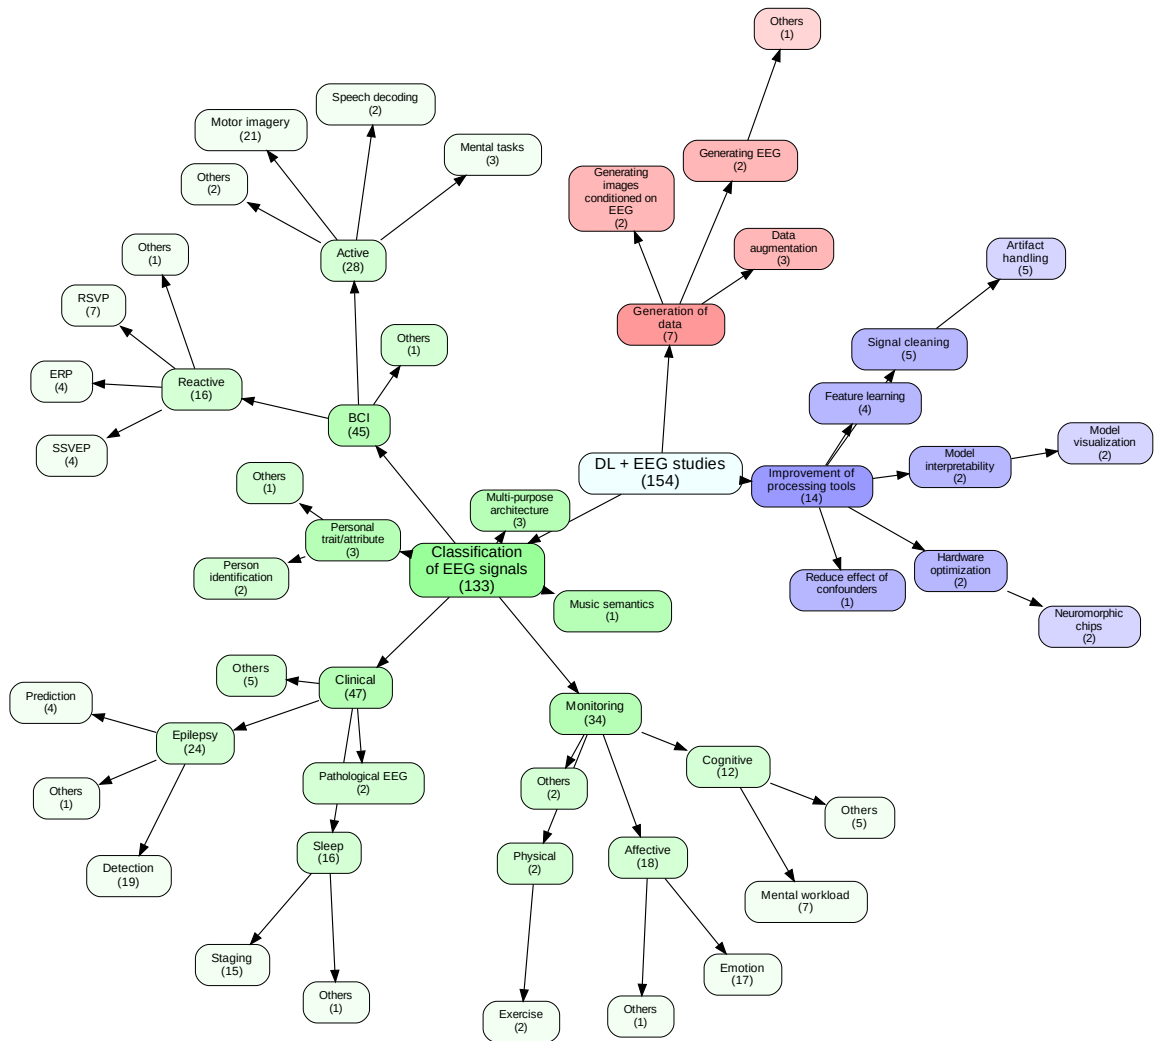 Others
(1)
Speech decoding
(2)
Motor imagery
(21)
Mental tasks
(3)
Others
(2)
Generating EEG
(2)
Generating
images
conditioned on
EEG
(2)
Data
augmentation
(3)
Active
(28)
Others
(1)
Artifact
handling
(5)
RSVP
(7)
Generation of
data
(7)
Others
(1)
Signal cleaning
(5)
ERP
(4)
Reactive
(16)
Feature learning
(4)
BCI
(45)
SSVEP
(4)
Model
visualization
(2)
Model
interpretability
(2)
DL + EEG studies
(154)
Improvement of
processing tools
(14)
Others
(1)
Multi-purpose
architecture
(3)
Personal
trait/attribute
(3)
Classification
of EEG signals
(133)
Person
identification
(2)
Hardware
optimization
(2)
Reduce effect of
confounders
(1)
Music semantics
(1)
Neuromorphic
chips
(2)
Others
(5)
Clinical
(47)
Prediction
(4)
Monitoring
(34)
Epilepsy
(24)
Cognitive
(12)
Pathological EEG
(2)
Others
(2)
Others
(1)
Others
(5)
Sleep
(16)
Physical
(2)
Affective
(18)
Detection
(19)
Mental workload
(7)
Staging
(15)
Emotion
(17)
Others
(1)
Exercise
(2)
Others
(1)